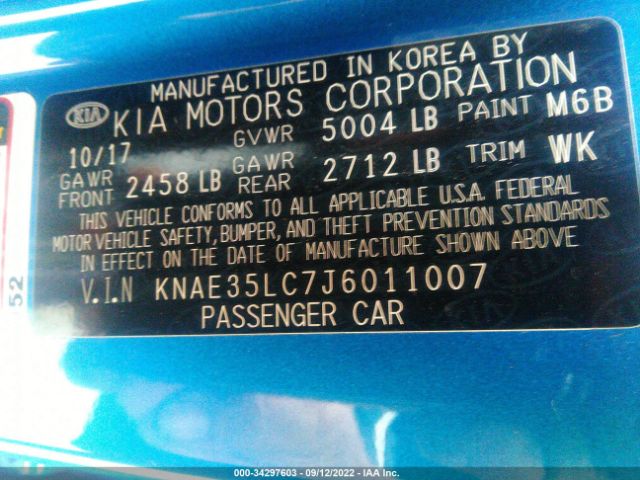 MANUFACTURED IN KOREA BY
KIA KIA MOTORS CORPORATION
10/17 GVWR 5004 LB PAINT M6B
GAWR FRONT 2458 LB GAWR REAR 2712 LB TRIM WK
THIS VEHICLE CONFORMS TO ALL APPLICABLE U.S.A. FEDERAL
MOTOR VEHICLE SAFETY, BUMPER, AND THEFT PREVENTION STANDARDS
IN EFFECT ON THE DATE OF MANUFACTURE SHOWN ABOVE
V.I.N KNAE35LC7J6011007
PASSENGER CAR
52
000-34297603 - 09/12/2022 - IAA Inc.